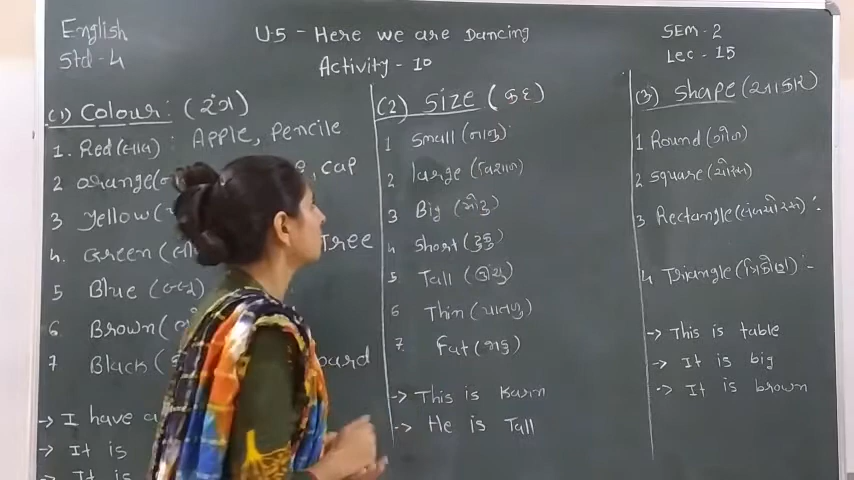 English
Std - 4
U.5 - Here we are Dancing
Activity - 10
SEM - 2
Lec - 15
(1) Colour : (રંગ)
1. Red (લાલ) : Apple, Pencile
2 Orange , cap
3 Yellow
4. Green Tree
5 Blue
6 Brown
7 Black
-> I have a
-> It is
-> It is
(2) Size (કદ)
1 Small (નાનું)
2 large (વિશાળ)
3 Big (મોટું)
4 Short (ટૂંકું)
5 Tall (ઊંચું)
6 Thin (પાતળું)
7. Fat (જાડું)
-> This is Karm
-> He is Tall
(3) Shape (આકાર)
1 Round (ગોળ)
2 Square (ચોરસ)
3 Rectangle (લંબચોરસ) :-
4 Triangle (ત્રિકોણ) :-
-> This is table
-> It is big
-> It is brown